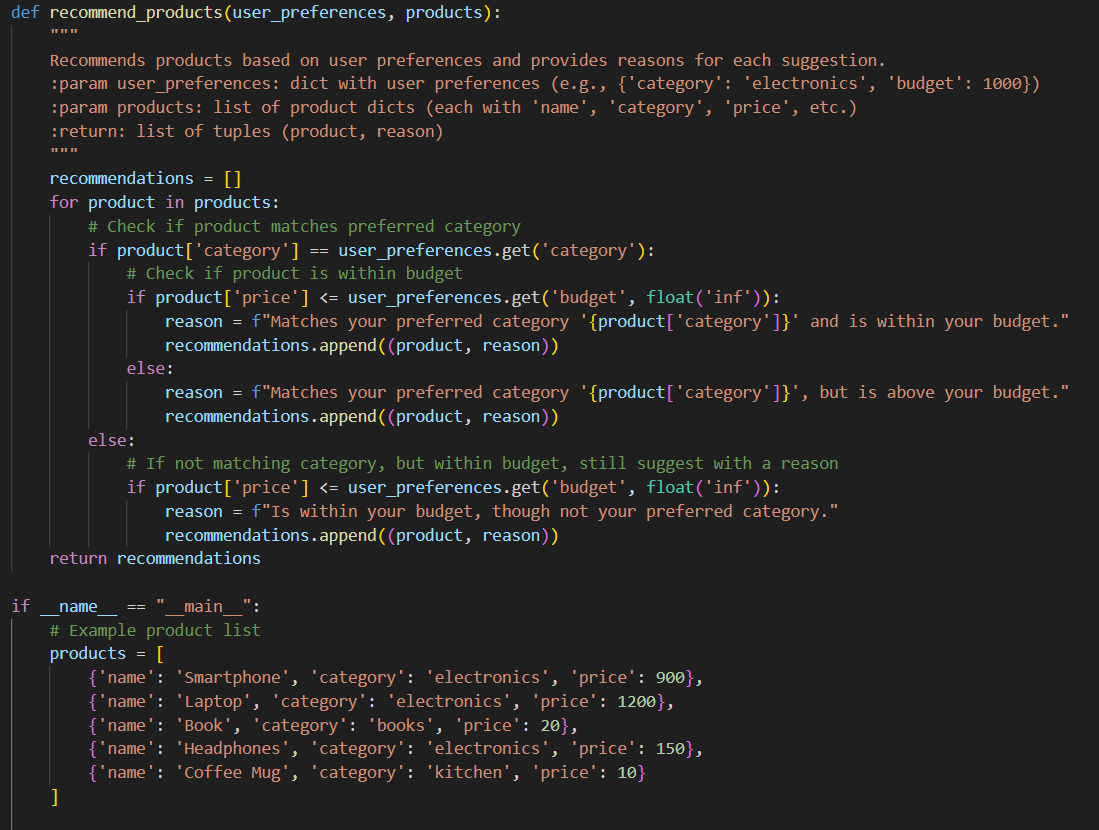 def recommend_products(user_preferences, products):
    """
    Recommends products based on user preferences and provides reasons for each suggestion.
    :param user_preferences: dict with user preferences (e.g., {'category': 'electronics', 'budget': 1000})
    :param products: list of product dicts (each with 'name', 'category', 'price', etc.)
    :return: list of tuples (product, reason)
    """
    recommendations = []
    for product in products:
        # Check if product matches preferred category
        if product['category'] == user_preferences.get('category'):
            # Check if product is within budget
            if product['price'] <= user_preferences.get('budget', float('inf')):
                reason = f"Matches your preferred category '{product['category']}' and is within your budget."
                recommendations.append((product, reason))
            else:
                reason = f"Matches your preferred category '{product['category']}', but is above your budget."
                recommendations.append((product, reason))
        else:
            # If not matching category, but within budget, still suggest with a reason
            if product['price'] <= user_preferences.get('budget', float('inf')):
                reason = f"Is within your budget, though not your preferred category."
                recommendations.append((product, reason))
    return recommendations

if __name__ == "__main__":
    # Example product list
    products = [
        {'name': 'Smartphone', 'category': 'electronics', 'price': 900},
        {'name': 'Laptop', 'category': 'electronics', 'price': 1200},
        {'name': 'Book', 'category': 'books', 'price': 20},
        {'name': 'Headphones', 'category': 'electronics', 'price': 150},
        {'name': 'Coffee Mug', 'category': 'kitchen', 'price': 10}
    ]